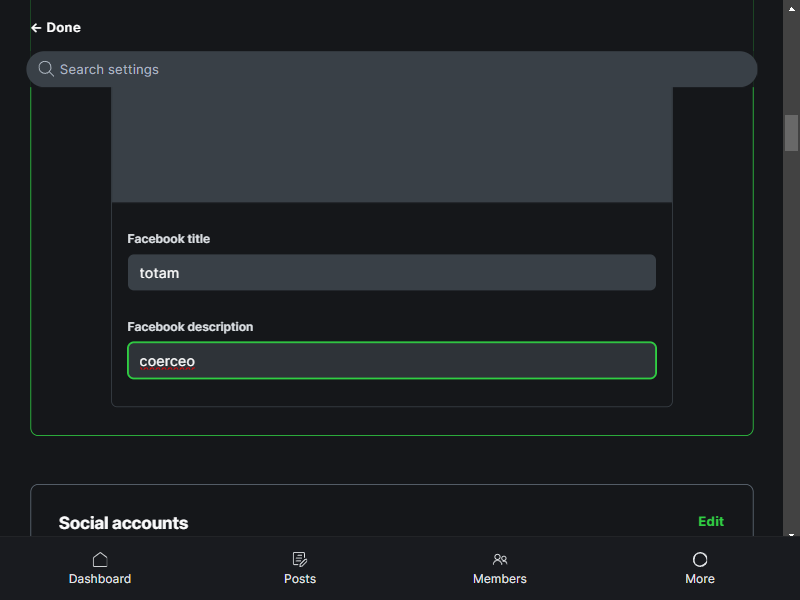 Done
Search settings
Facebook title
totam
Facebook description
coerceo
Social accounts
Edit
Dashboard
Posts
Members
More